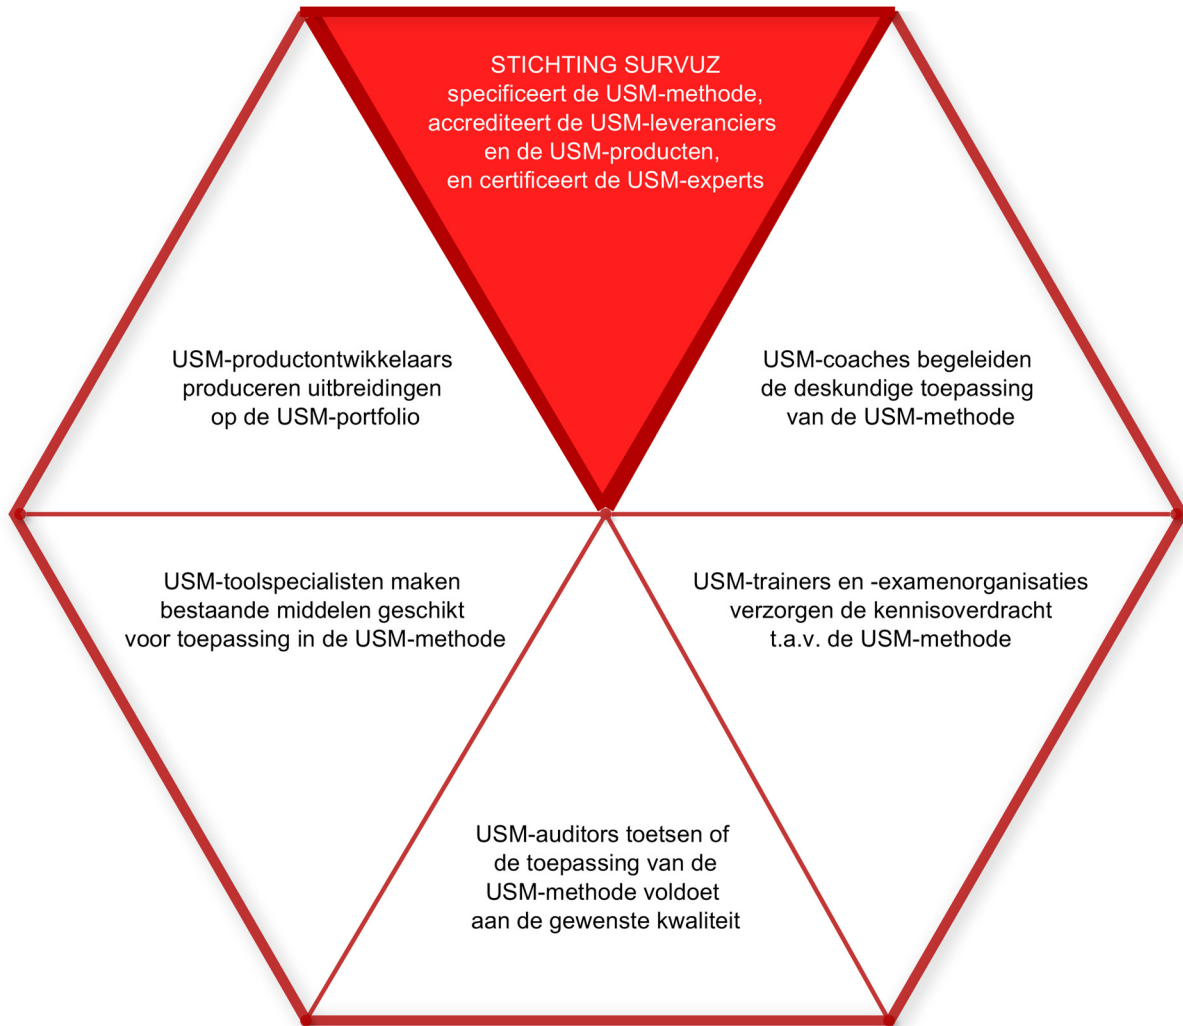 STICHTING SURVUZ
specificeert de USM-methode,
accrediteert de USM-leveranciers
en de USM-producten,
en certificeert de USM-experts
USM-productontwikkelaars
produceren uitbreidingen
op de USM-portfolio
USM-coaches begeleiden
de deskundige toepassing
van de USM-methode
USM-toolspecialisten maken
bestaande middelen geschikt
voor toepassing in de USM-methode
USM-trainers en -examenorganisaties
verzorgen de kennisoverdracht
t.a.v. de USM-methode
USM-auditors toetsen of
de toepassing van de
USM-methode voldoet
aan de gewenste kwaliteit